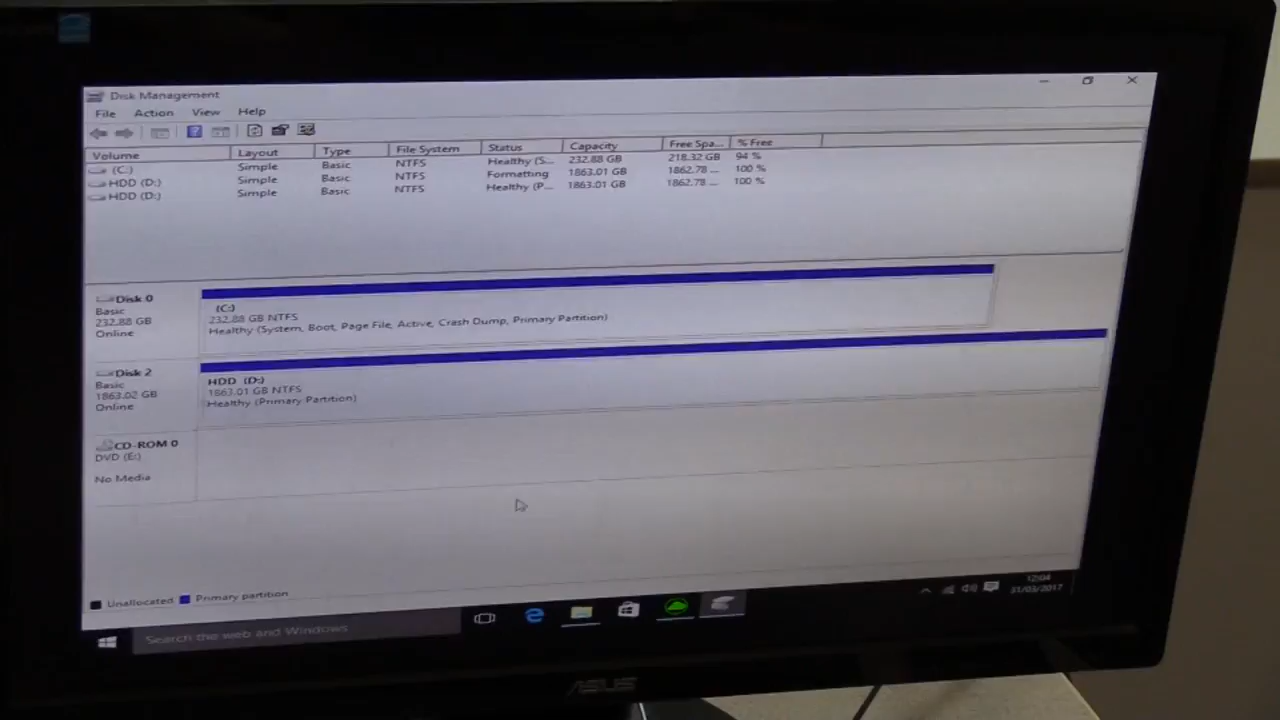 Disk Management
File Action View Help
Volume Layout Type File System Status Capacity Free Spa... % Free
(C:) Simple Basic NTFS Healthy (S... 232.88 GB 218.32 GB 94 %
HDD (D:) Simple Basic NTFS Formatting 1863.01 GB 1862.78 ... 100 %
HDD (D:) Simple Basic NTFS Healthy (P... 1863.01 GB 1862.78 ... 100 %
Disk 0
Basic
232.88 GB
Online
(C:)
232.88 GB NTFS
Healthy (System, Boot, Page File, Active, Crash Dump, Primary Partition)
Disk 2
Basic
1863.02 GB
Online
HDD (D:)
1863.01 GB NTFS
Healthy (Primary Partition)
CD-ROM 0
DVD (E:)
No Media
Unallocated Primary partition
Search the web and Windows
12:04
31/03/2017
ASUS